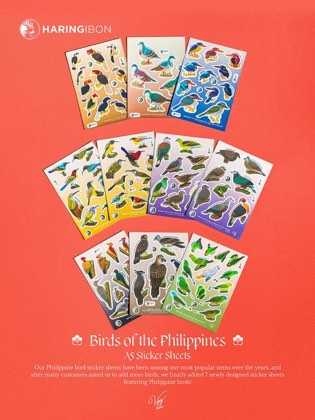 HARINGIBON
Birds of the Philippines
A5 Sticker Sheets
Our Philippine bird sticker sheets have been among our most popular items over the years, and
after many customers asked us to add more birds, we finally added 7 newly designed sticker sheets
featuring Philippine birds!